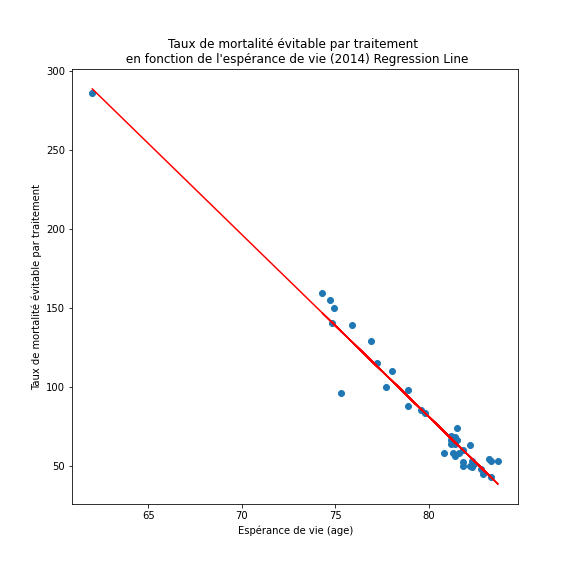 Taux de mortalité évitable par traitement
en fonction de l'espérance de vie (2014) Regression Line
300
250
200
150
100
50
Taux de mortalité évitable par traitement
65
70
75
80
Espérance de vie (age)